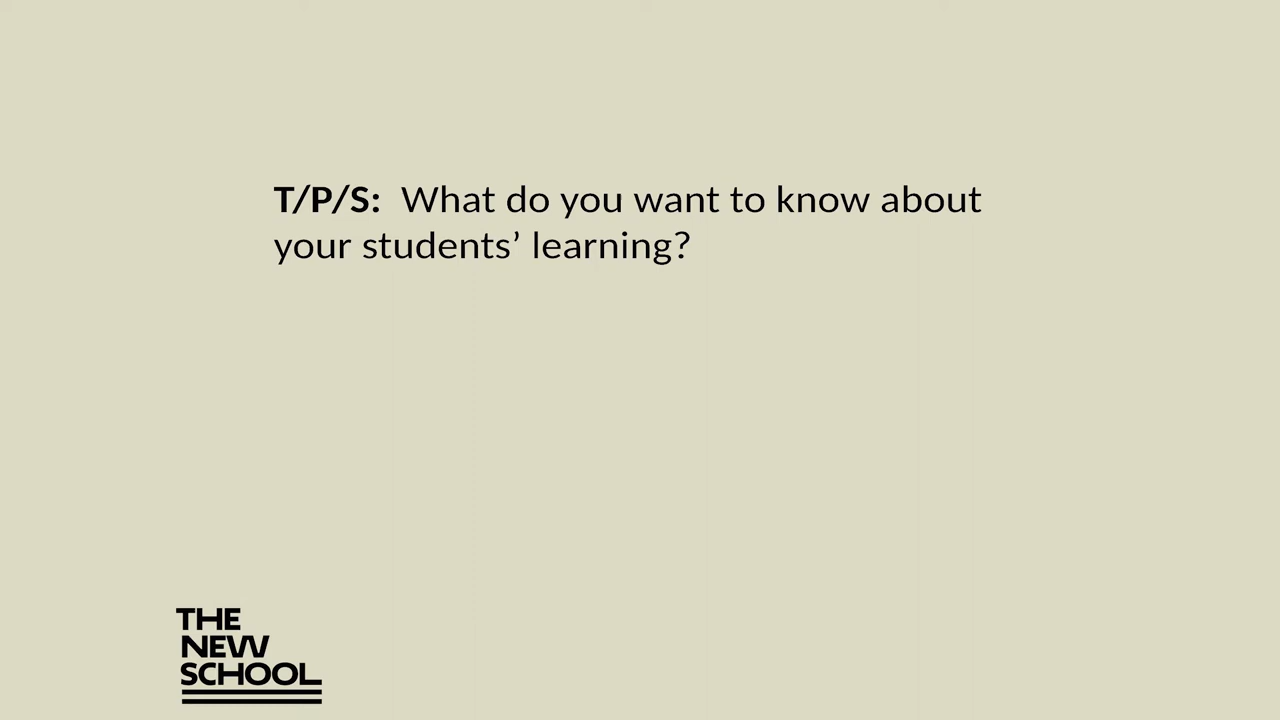 T/P/S: What do you want to know about
your students’ learning?
THE
NEW
SCHOOL